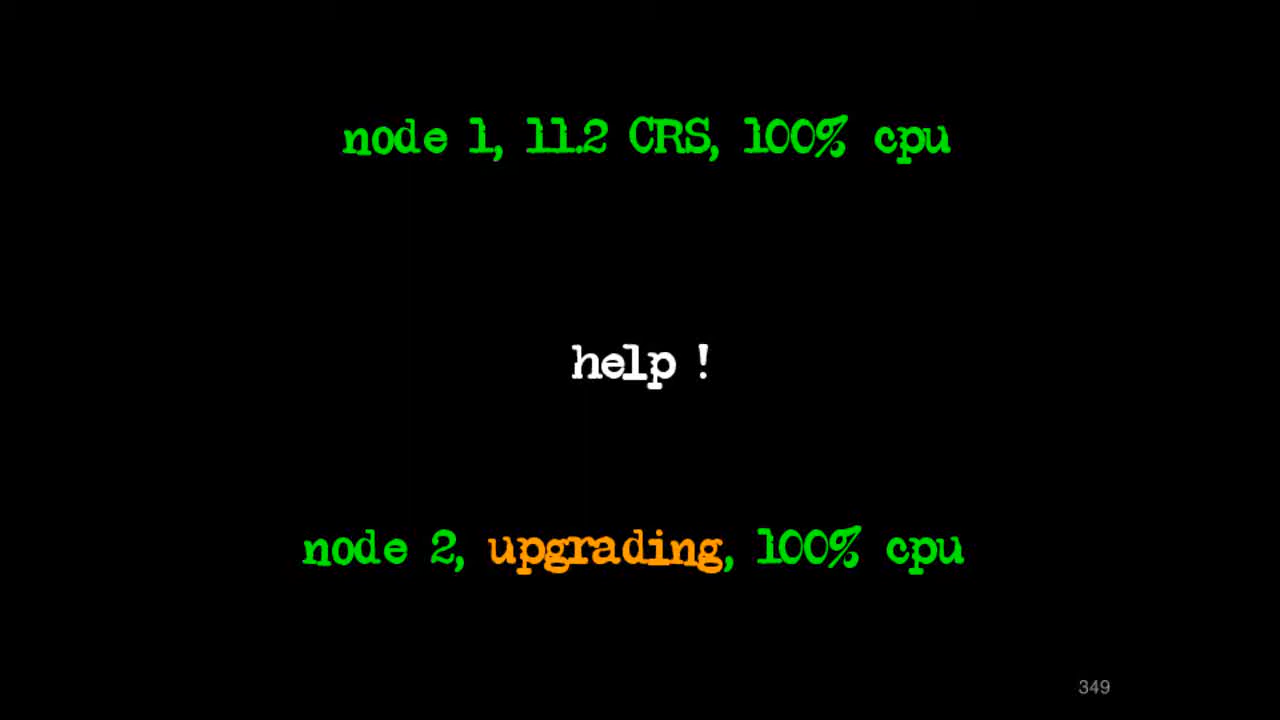 node 1, 11.2 CRS, 100% cpu
help !
node 2, upgrading, 100% cpu
349